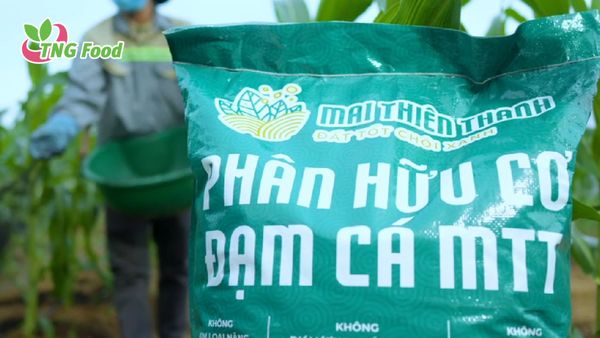 TNG Food
MAI THIÊN THANH
ĐẤT TỐT CHỒI XANH
PHÂN HỮU CƠ
ĐẠM CÁ MTT
KHÔNG
KHÔNG
KHÔNG